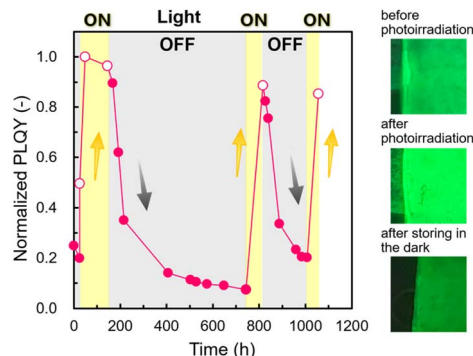 ON
Light
ON
ON
OFF
OFF
Normalized PLQY (-)
1.0
0.8
0.6
0.4
0.2
0.0
0
200
400
600
800
1000
1200
Time (h)
before
photoirradiation
after
photoirradiation
after storing in
the dark